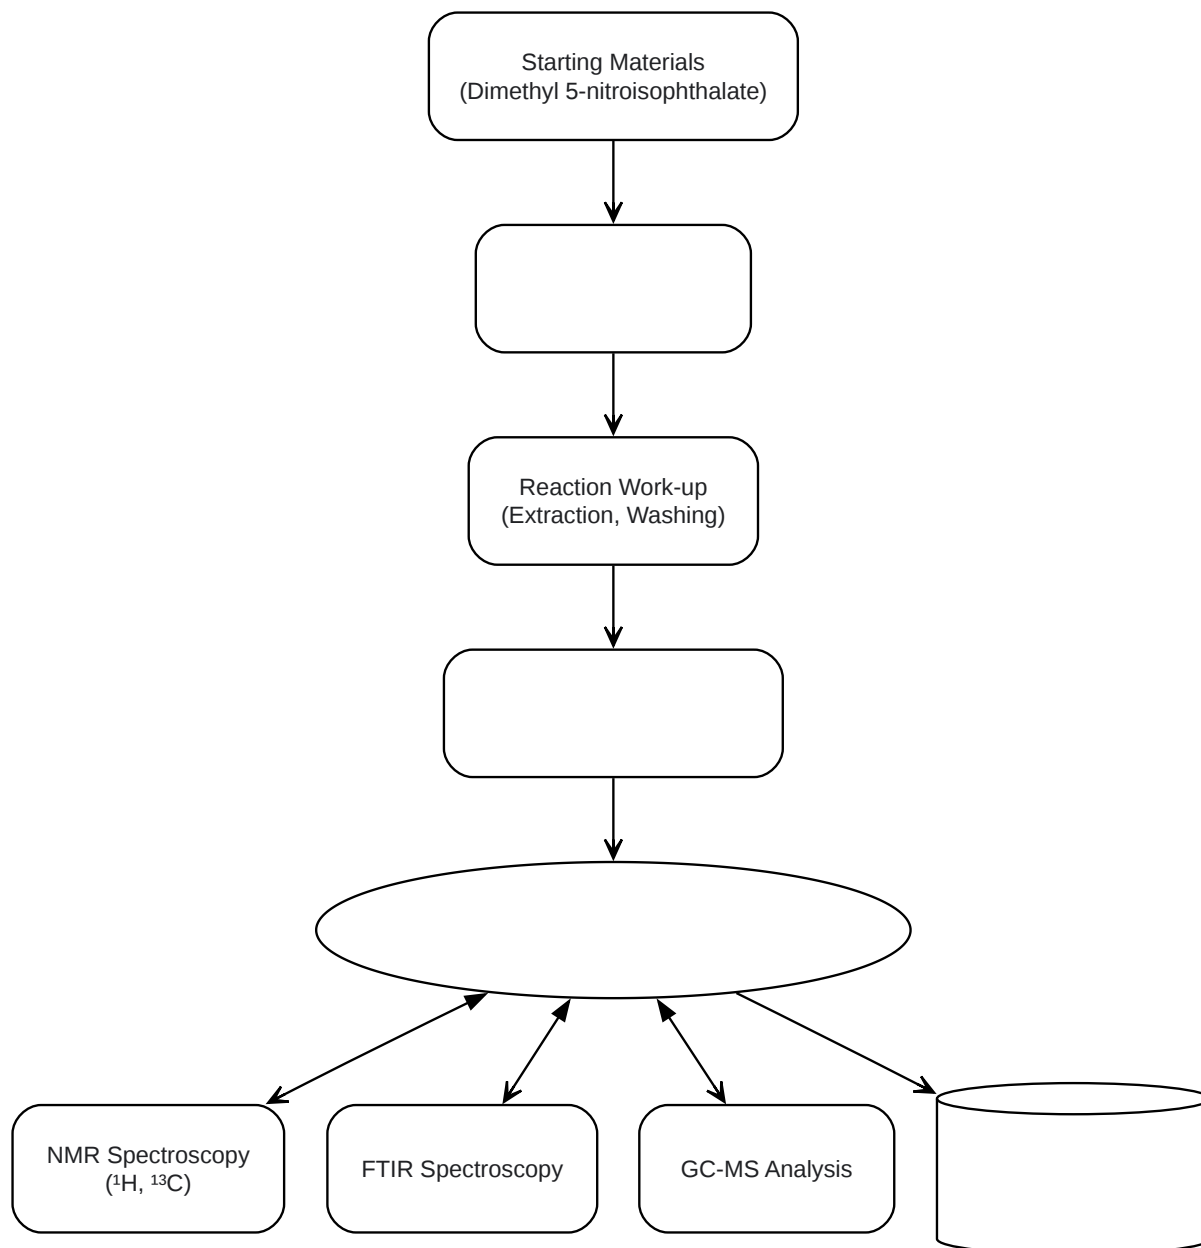 Starting Materials
(Dimethyl 5-nitroisophthalate)
Reaction Work-up
(Extraction, Washing)
NMR Spectroscopy
(¹H, ¹³C)
FTIR Spectroscopy
GC-MS Analysis